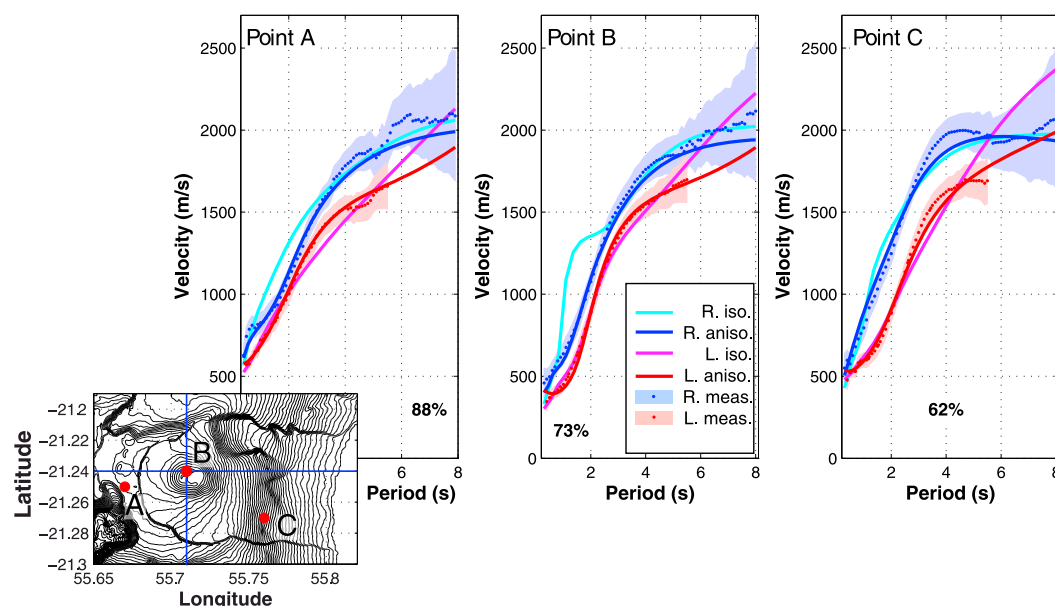 Point A
Point B
Point C
2500
2000
1500
1000
500
Velocity (m/s)
2500
2000
1500
1000
500
0
Velocity (m/s)
2500
2000
1500
1000
500
0
Velocity (m/s)
R. iso.
R. aniso.
L. iso.
L. aniso.
R. meas.
L. meas.
88%
73%
62%
6 8
Period (s)
2 4 6 8
Period (s)
4 6 8
Period (s)
−21.2
−21.22
−21.24
−21.26
−21.28
−21.3
Latitude
A
B
C
55.65 55.7 55.75 55.8
Longitude